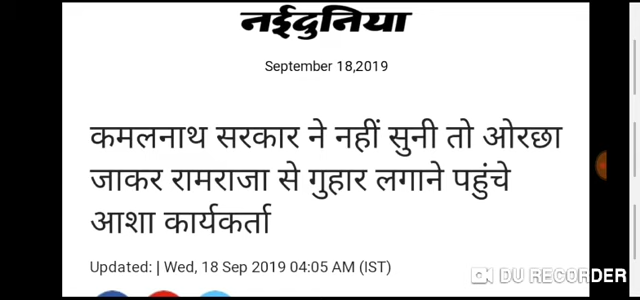 नईदुनिया
September 18,2019
कमलनाथ सरकार ने नहीं सुनी तो ओरछा
जाकर रामराजा से गुहार लगाने पहुंचे
आशा कार्यकर्ता
Updated: | Wed, 18 Sep 2019 04:05 AM (IST)
DU RECORDER